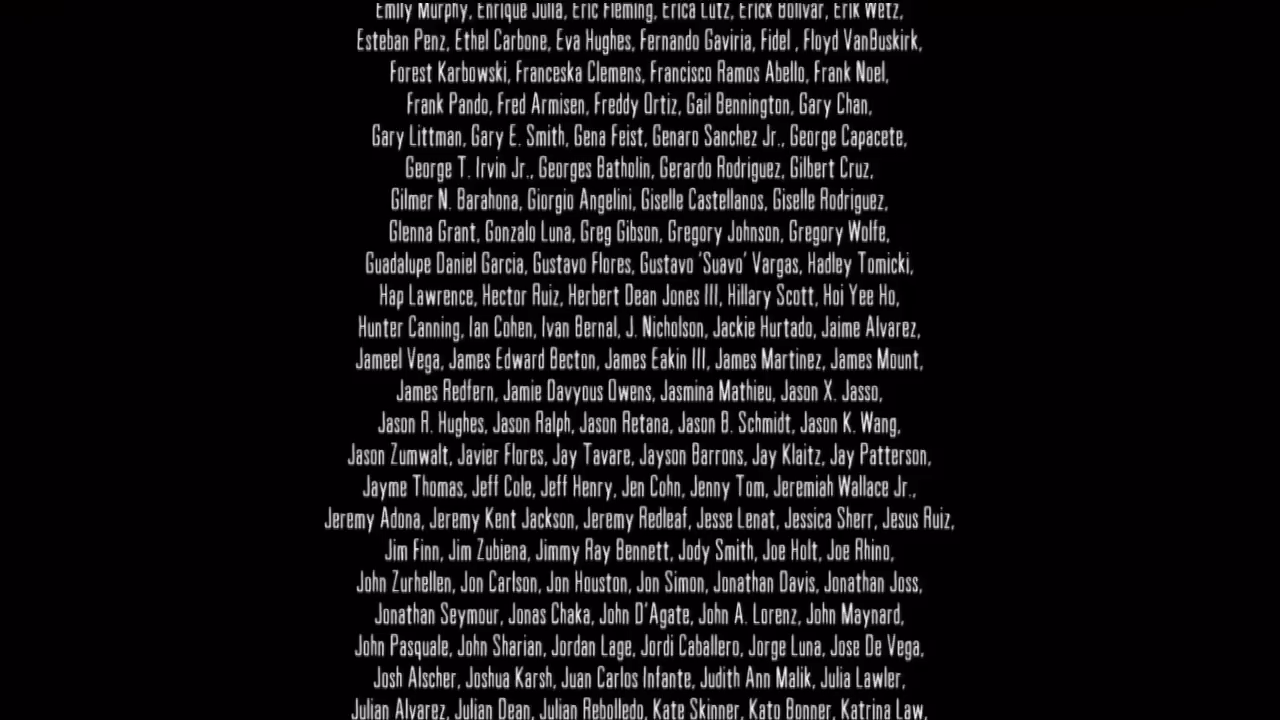 Emily Murphy, Enrique Julia, Eric Fleming, Erica Lutz, Erick Bolivar, Erik Wetz,
Esteban Penz, Ethel Carbone, Eva Hughes, Fernando Gaviria, Fidel , Floyd VanBuskirk,
Forest Karbowski, Franceska Clemens, Francisco Ramos Abello, Frank Noel,
Frank Pando, Fred Armisen, Freddy Ortiz, Gail Bennington, Gary Chan,
Gary Littman, Gary E. Smith, Gena Feist, Genaro Sanchez Jr., George Capacete,
George T. Irvin Jr., Georges Batholin, Gerardo Rodriguez, Gilbert Cruz,
Gilmer N. Barahona, Giorgio Angelini, Giselle Castellanos, Giselle Rodriguez,
Glenna Grant, Gonzalo Luna, Greg Gibson, Gregory Johnson, Gregory Wolfe,
Guadalupe Daniel Garcia, Gustavo Flores, Gustavo 'Suavo' Vargas, Hadley Tomicki,
Hap Lawrence, Hector Ruiz, Herbert Dean Jones III, Hillary Scott, Hoi Yee Ho,
Hunter Canning, Ian Cohen, Ivan Bernal, J. Nicholson, Jackie Hurtado, Jaime Alvarez,
Jameel Vega, James Edward Becton, James Eakin III, James Martinez, James Mount,
James Redfern, Jamie Davyous Owens, Jasmina Mathieu, Jason X. Jasso,
Jason R. Hughes, Jason Ralph, Jason Retana, Jason B. Schmidt, Jason K. Wang,
Jason Zumwalt, Javier Flores, Jay Tavare, Jayson Barrons, Jay Klaitz, Jay Patterson,
Jayme Thomas, Jeff Cole, Jeff Henry, Jen Cohn, Jenny Tom, Jeremiah Wallace Jr.,
Jeremy Adona, Jeremy Kent Jackson, Jeremy Redleaf, Jesse Lenat, Jessica Sherr, Jesus Ruiz,
Jim Finn, Jim Zubiena, Jimmy Ray Bennett, Jody Smith, Joe Holt, Joe Rhino,
John Zurhellen, Jon Carlson, Jon Houston, Jon Simon, Jonathan Davis, Jonathan Joss,
Jonathan Seymour, Jonas Chaka, John D'Agate, John A. Lorenz, John Maynard,
John Pasquale, John Sharian, Jordan Lage, Jordi Caballero, Jorge Luna, Jose De Vega,
Josh Alscher, Joshua Karsh, Juan Carlos Infante, Judith Ann Malik, Julia Lawler,
Julian Alvarez, Julian Dean, Julian Rebolledo, Kate Skinner, Kato Bonner, Katrina Law,